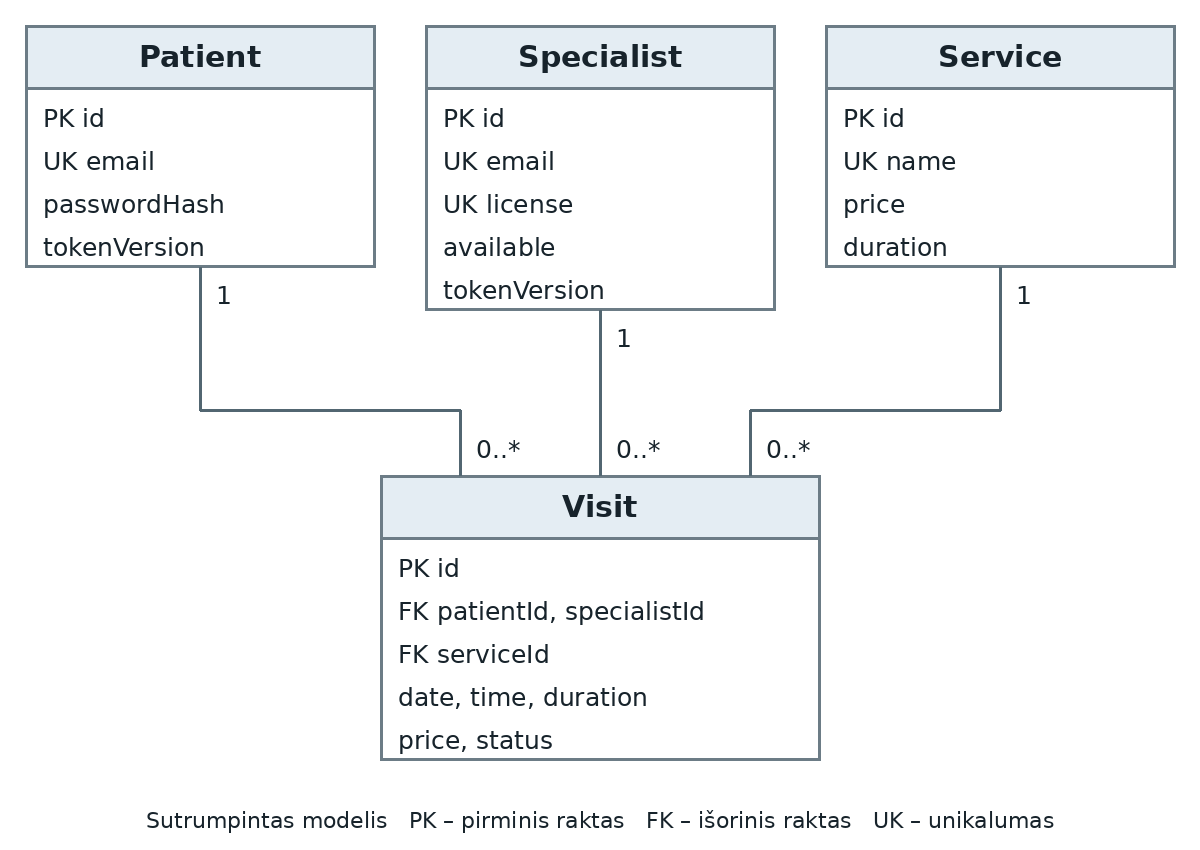 Patient
PK id
UK email
passwordHash
tokenVersion
Specialist
PK id
UK email
UK license
available
tokenVersion
Service
PK id
UK name
price
duration
1
1
1
0..*
0..*
0..*
Visit
PK id
FK patientId, specialistId
FK serviceId
date, time, duration
price, status
Sutrumpintas modelis PK – pirminis raktas FK – išorinis raktas UK – unikalumas